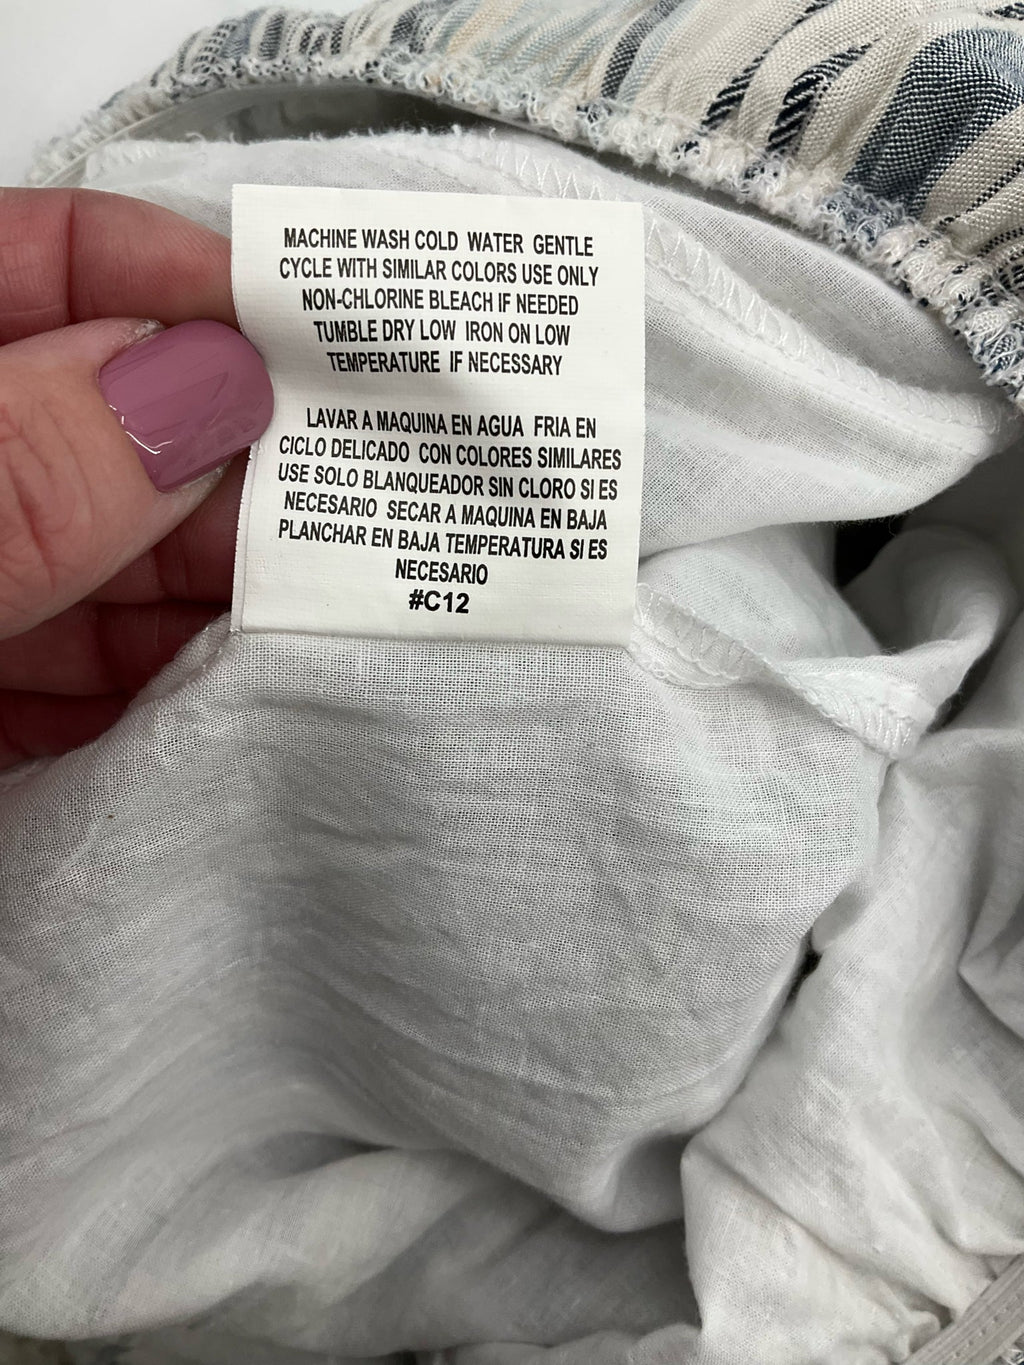 MACHINE WASH COLD WATER GENTLE
CYCLE WITH SIMILAR COLORS USE ONLY
NON-CHLORINE BLEACH IF NEEDED
TUMBLE DRY LOW IRON ON LOW
TEMPERATURE IF NECESSARY
LAVAR A MAQUINA EN AGUA FRIA EN
CICLO DELICADO CON COLORES SIMILARES
USE SOLO BLANQUEADOR SIN CLORO SI ES
NECESARIO SECAR A MAQUINA EN BAJA
PLANCHAR EN BAJA TEMPERATURA SI ES
NECESARIO
#C12